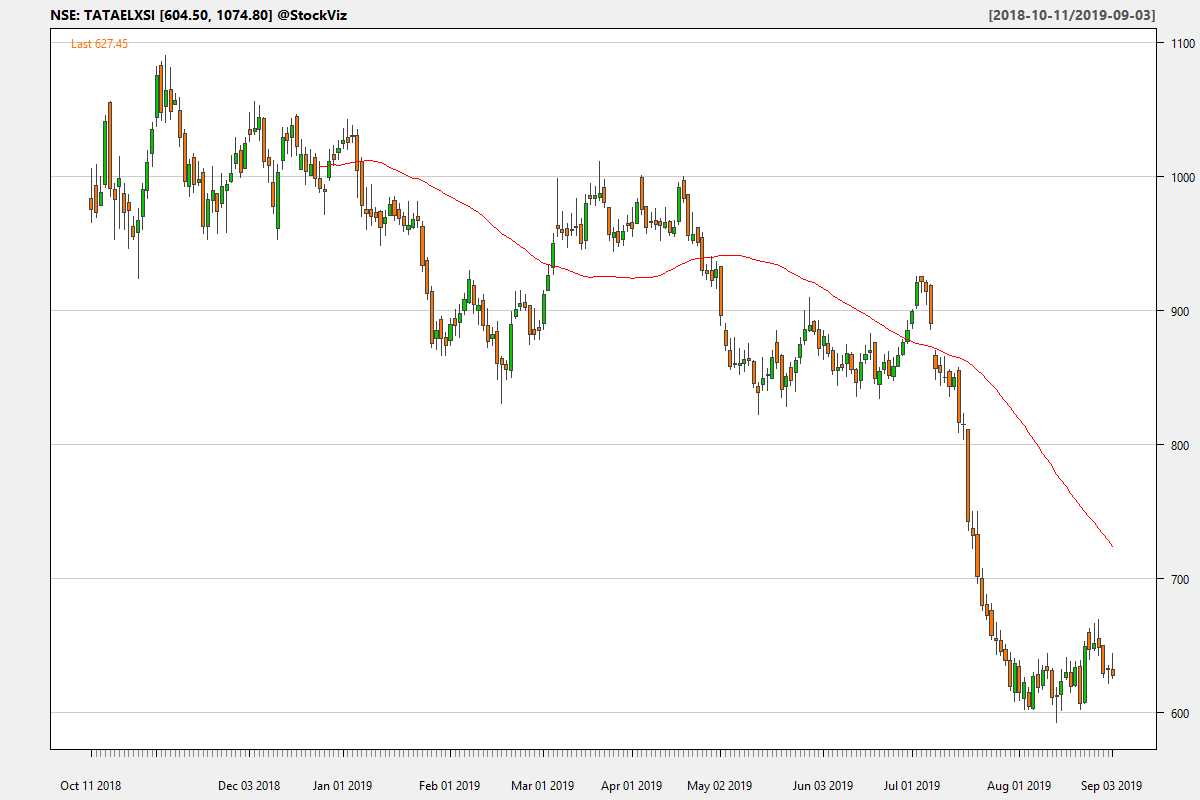 NSE: TATAELXSI [604.50, 1074.80] @StockViz [2018-10-11/2019-09-03]
Last 627.45
1100
1000
900
800
700
600
Oct 11 2018 Dec 03 2018 Jan 01 2019 Feb 01 2019 Mar 01 2019 Apr 01 2019 May 02 2019 Jun 03 2019 Jul 01 2019 Aug 01 2019 Sep 03 2019